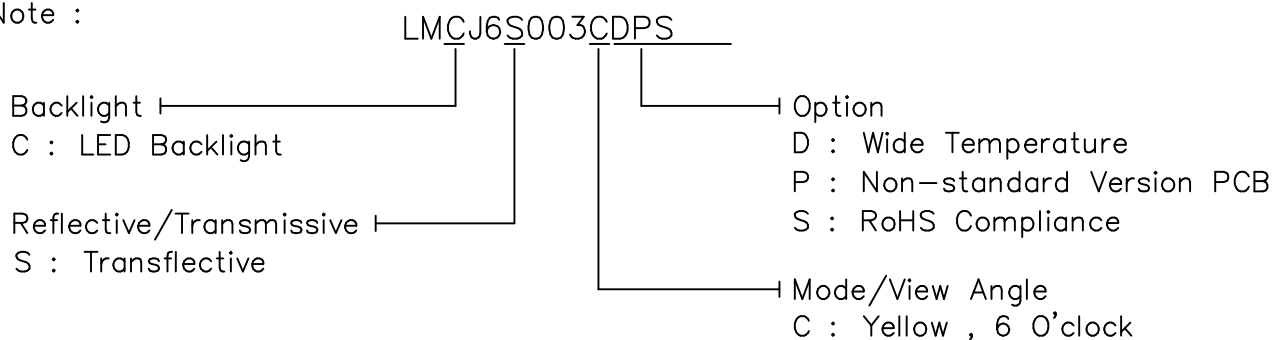 Note :
LMCJ6S003CDPS
Backlight
C : LED Backlight
Reflective/Transmissive
S : Transflective
Option
D : Wide Temperature
P : Non-standard Version PCB
S : RoHS Compliance
Mode/View Angle
C : Yellow , 6 O'clock